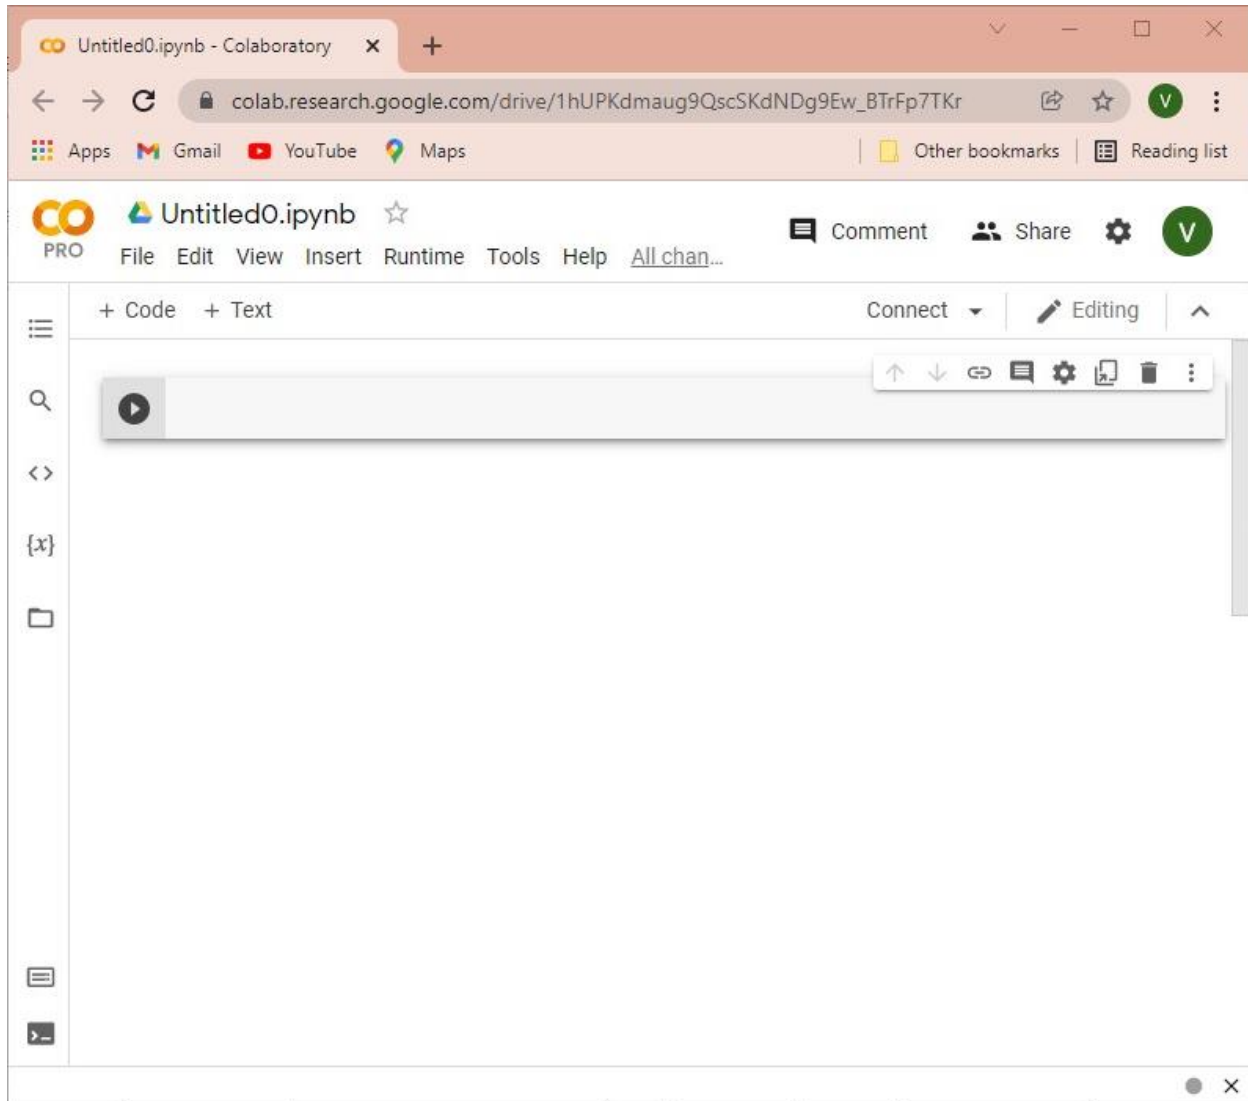 Untitled0.ipynb - Colaboratory
colab.research.google.com/drive/1hUPKdmaug9QscSKdNDg9Ew_BTrFp7TKr V
Apps Gmail YouTube Maps Other bookmarks Reading list
CO Untitled0.ipynb
PRO File Edit View Insert Runtime Tools Help All chan... Comment Share V
+ Code + Text Connect Editing
{x}